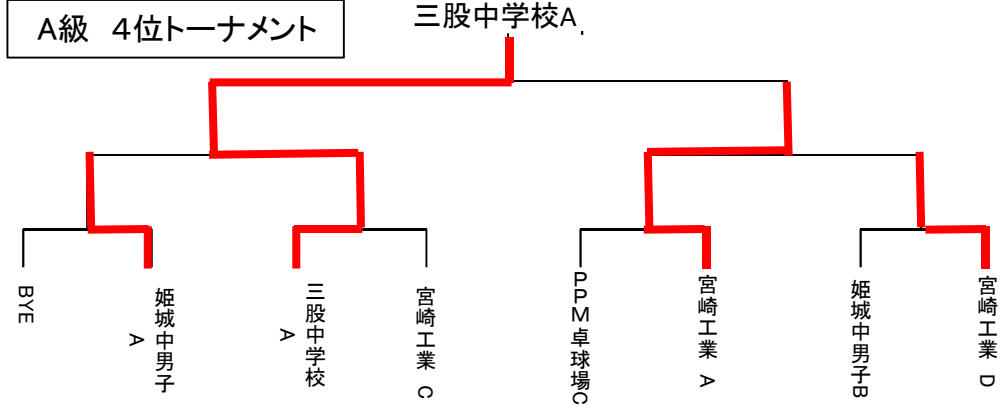 A級　4位トーナメント
三股中学校A
BYE
姫城中男子
A
三股中学校
A
宮崎工業 C
PPM卓球場C
宮崎工業 A
姫城中男子B
宮崎工業 D